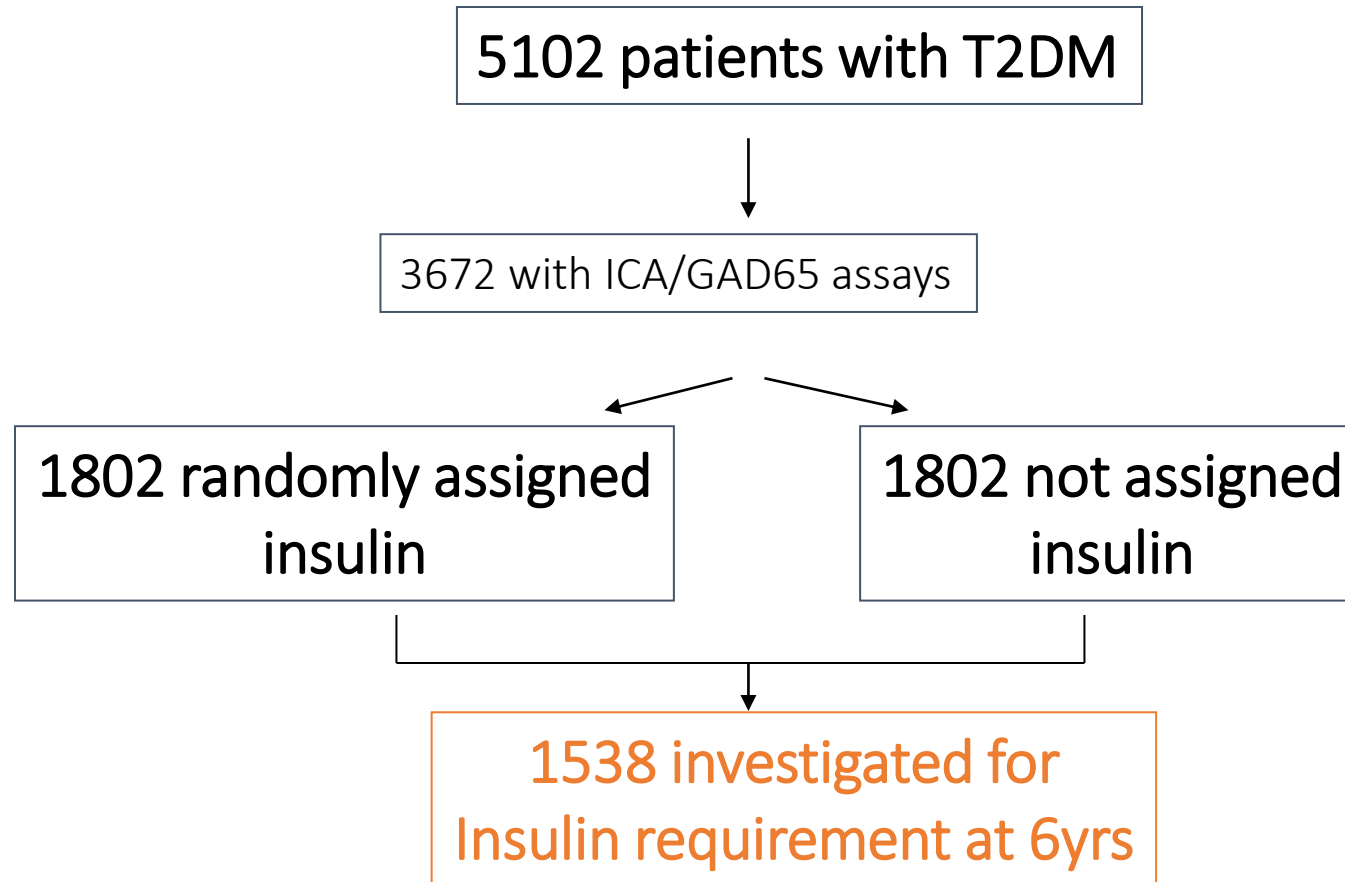 5102 patients with T2DM
3672 with ICA/GAD65 assays
1802 randomly assigned
insulin
1802 not assigned
insulin
1538 investigated for
Insulin requirement at 6yrs